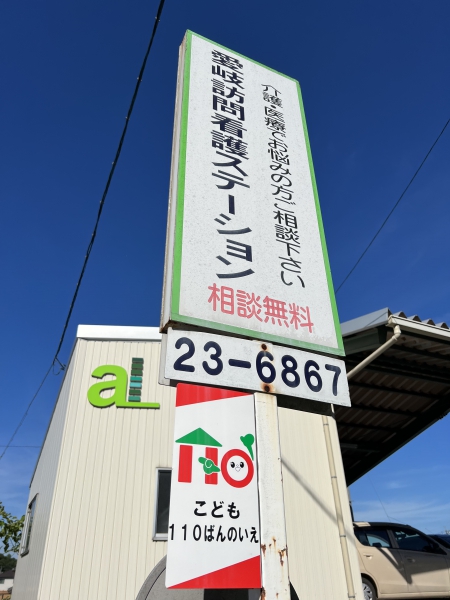 介護・医療でお悩みの方ご相談下さい
愛岐訪問看護ステーション
相談無料
23-6867
aL
110
こども
110ばんのいえ